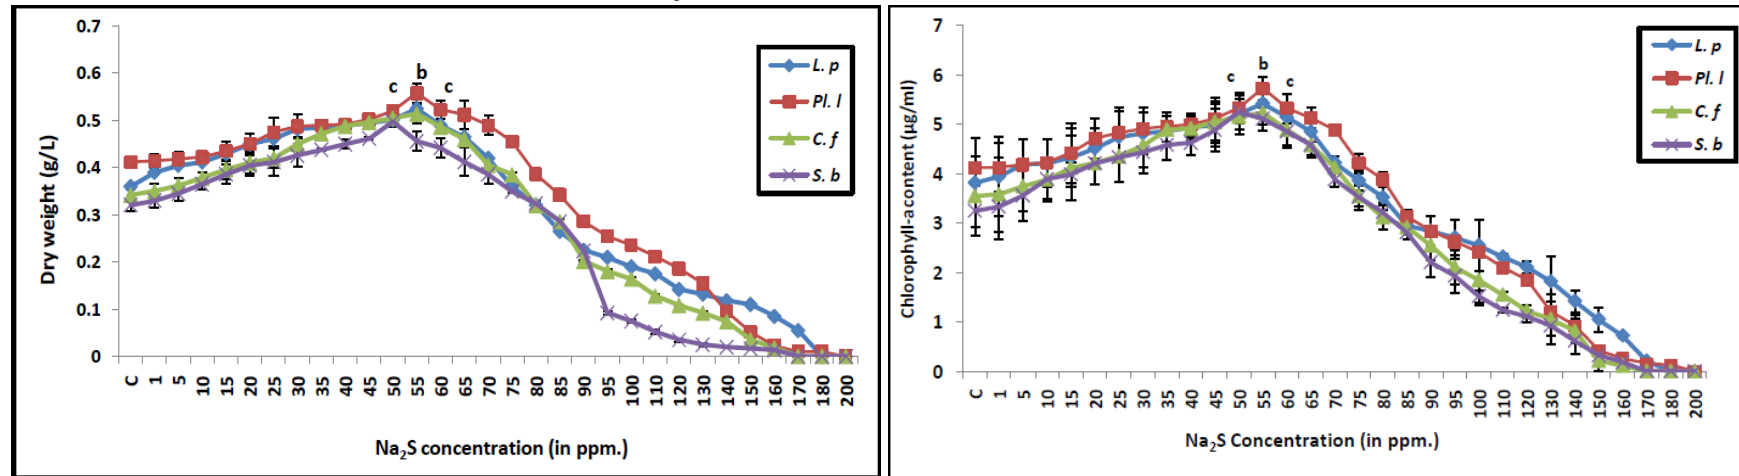 0.7
0.6
0.5
0.4
0.3
0.2
0.1
0
Dry weight (g/L)
c b c
L. p
Pl. l
C. f
S. b
C 1 5 10 15 20 25 30 35 40 45 50 55 60 65 70 75 80 85 90 95 100 110 120 130 140 150 160 170 180 200
Na₂S concentration (in ppm.)
7
6
5
4
3
2
1
0
Chlorophyll-acontent (µg/ml)
c b c
L. p
Pl. l
C. f
S. b
C 1 5 10 15 20 25 30 35 40 45 50 55 60 65 70 75 80 85 90 95 100 110 120 130 140 150 160 170 180 200
Na₂S Concentration (in ppm.)